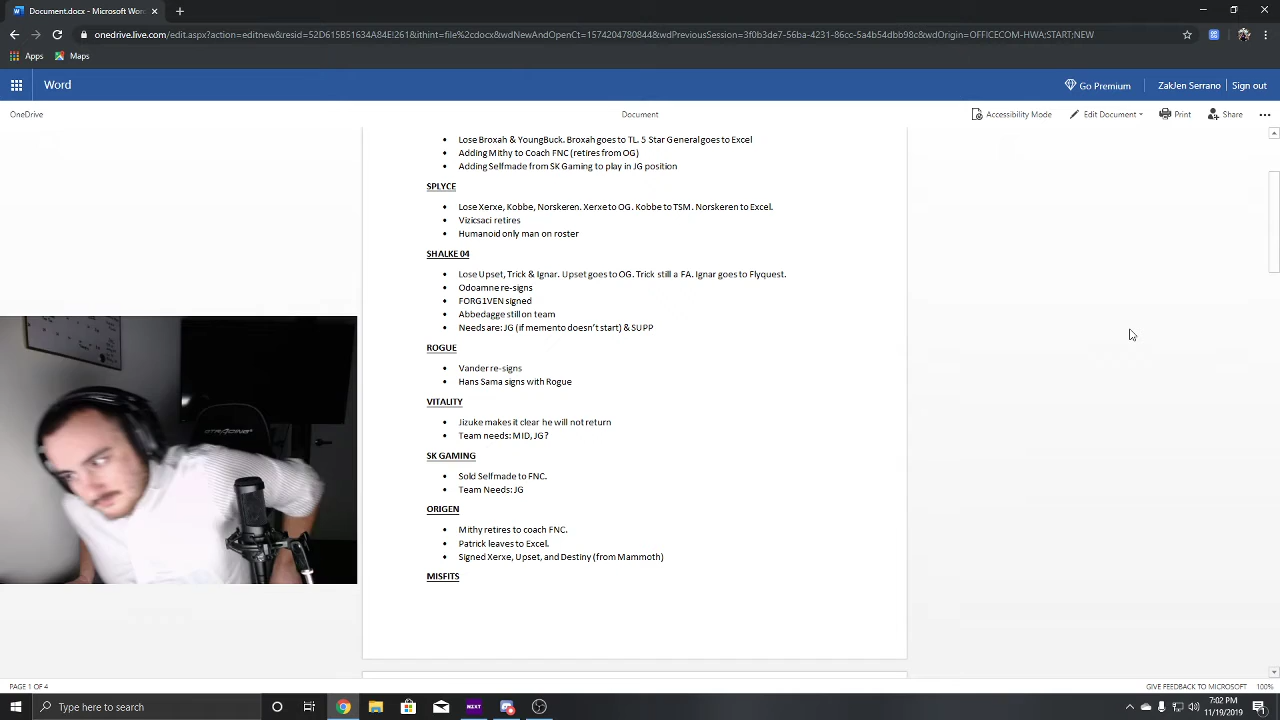 Document.docx - Microsoft Word
onedrive.live.com/edit.aspx?action=editnew&resid=52D615B51634A84E!261&ithint=file%2cdocx&wdNewAndOpenCt=1574204780844&wdPreviousSession=3f0b3de7-56ba-4231-86cc-5a4b54dbb98c&wdOrigin=OFFICECOM-HWA;START;NEW
Apps
Maps
Word
Go Premium
ZakJen Serrano
Sign out
OneDrive
Document
Accessibility Mode
Edit Document
Print
Share
Lose Broxah & YoungBuck. Broxah goes to TL. 5 Star General goes to Excel
Adding Mithy to Coach FNC (retires from OG)
Adding Selfmade from SK Gaming to play in JG position
SPLYCE
Lose Xerxe, Kobbe, Norskeren. Xerxe to OG. Kobbe to TSM. Norskeren to Excel.
Vizicsaci retires
Humanoid only man on roster
SHALKE 04
Lose Upset, Trick & Ignar. Upset goes to OG. Trick still a FA. Ignar goes to Flyquest.
Odoamne re-signs
FORG1VEN signed
Abbedagge still on team
Needs are: JG (if memento doesn't start) & SUPP
ROGUE
Vander re-signs
Hans Sama signs with Rogue
VITALITY
Jizuke makes it clear he will not return
Team needs: MID, JG?
SK GAMING
Sold Selfmade to FNC.
Team Needs: JG
ORIGEN
Mithy retires to coach FNC.
Patrick leaves to Excel.
Signed Xerxe, Upset, and Destiny (from Mammoth)
MISFITS
PAGE 1 OF 4
GIVE FEEDBACK TO MICROSOFT
100%
Type here to search
NEXT
7:02 PM
11/19/2019